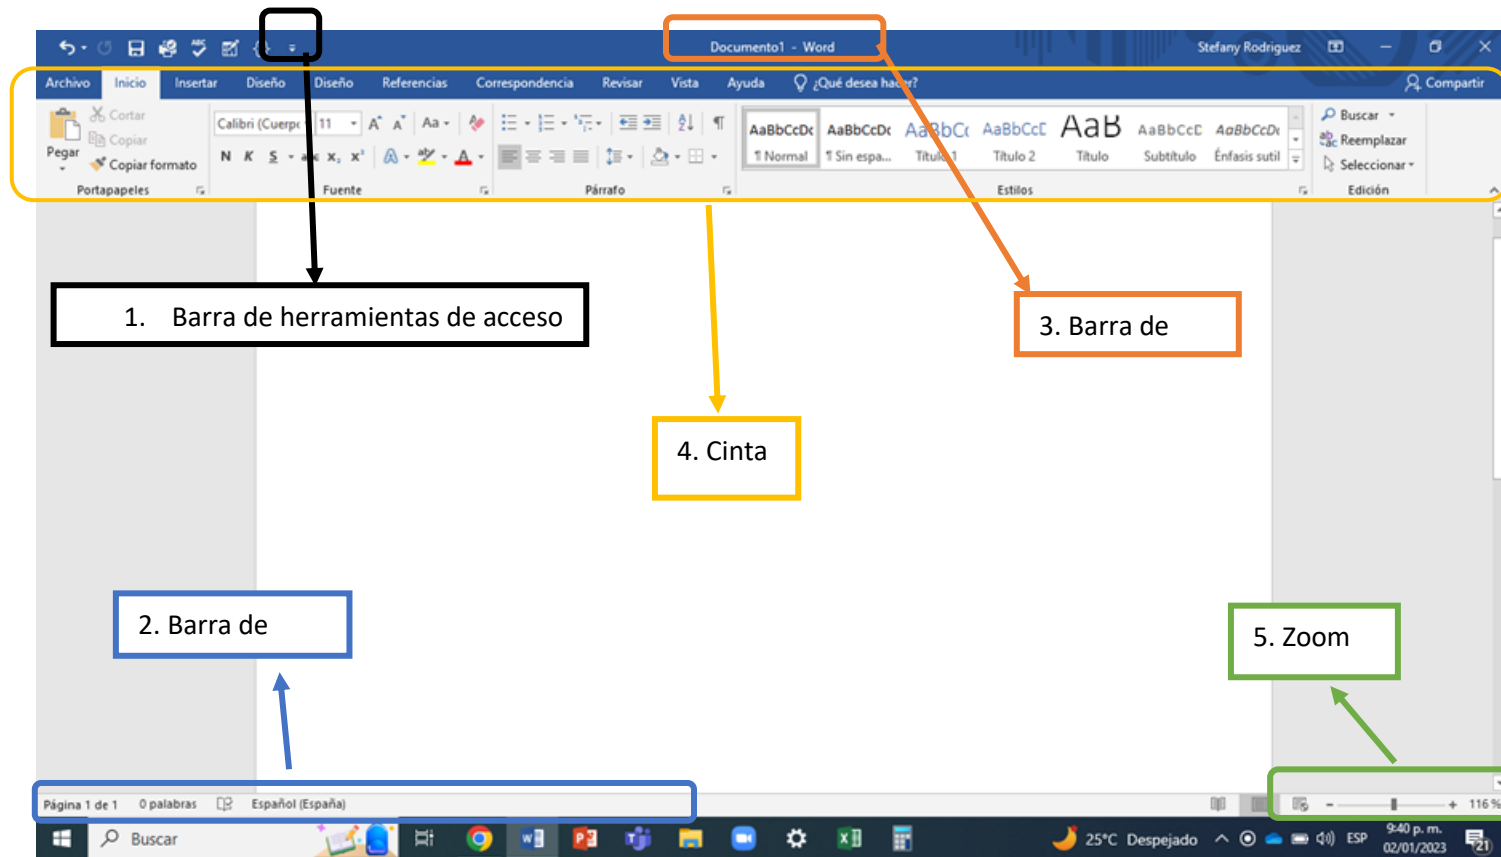 Documento1 - Word
Stefany Rodriguez
Archivo Inicio Insertar Diseño Diseño Referencias Correspondencia Revisar Vista Ayuda ¿Qué desea hacer? Compartir
Pegar
Cortar
Copiar
Copiar formato
Portapapeles
Calibri (Cuerpo 11 A A Aa
N K S abc x₂ x² A aby A
Fuente
Párrafo
AaBbCcDc AaBbCcDc AaBbCc AaBbCcE AaB AaBbCcE AaBbCcDc
¶ Normal ¶ Sin espa... Título 1 Título 2 Título Subtítulo Énfasis sutil
Estilos
Buscar
Reemplazar
Seleccionar
Edición
1. Barra de herramientas de acceso
3. Barra de
4. Cinta
2. Barra de
5. Zoom
Página 1 de 1 0 palabras Español (España)
- + 116 %
Buscar
25°C Despejado ESP
9:40 p. m.
02/01/2023
21